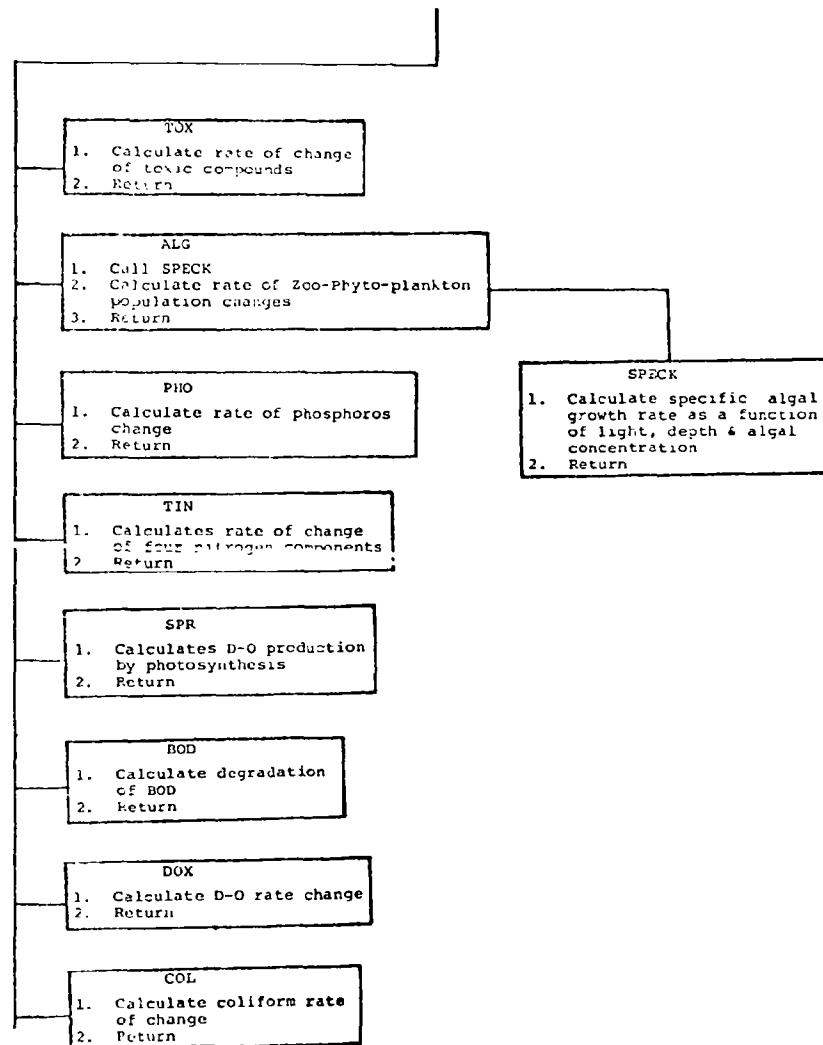 TOX
1. Calculate rate of change
of toxic compounds
2. Return
ALG
1. Call SPECK
2. Calculate rate of Zoo-Phyto-plankton
population changes
3. Return
SPECK
1. Calculate specific algal
growth rate as a function
of light, depth & algal
concentration
2. Return
PHO
1. Calculate rate of phosphoros
change
2. Return
TIN
1. Calculates rate of change
of four nitrogen components
2 Return
SPR
1. Calculates D-O production
by photosynthesis
2. Return
BOD
1. Calculate degradation
of BOD
2. Return
DOX
1. Calculate D-O rate change
2. Return
COL
1. Calculate coliform rate
of change
2. Return